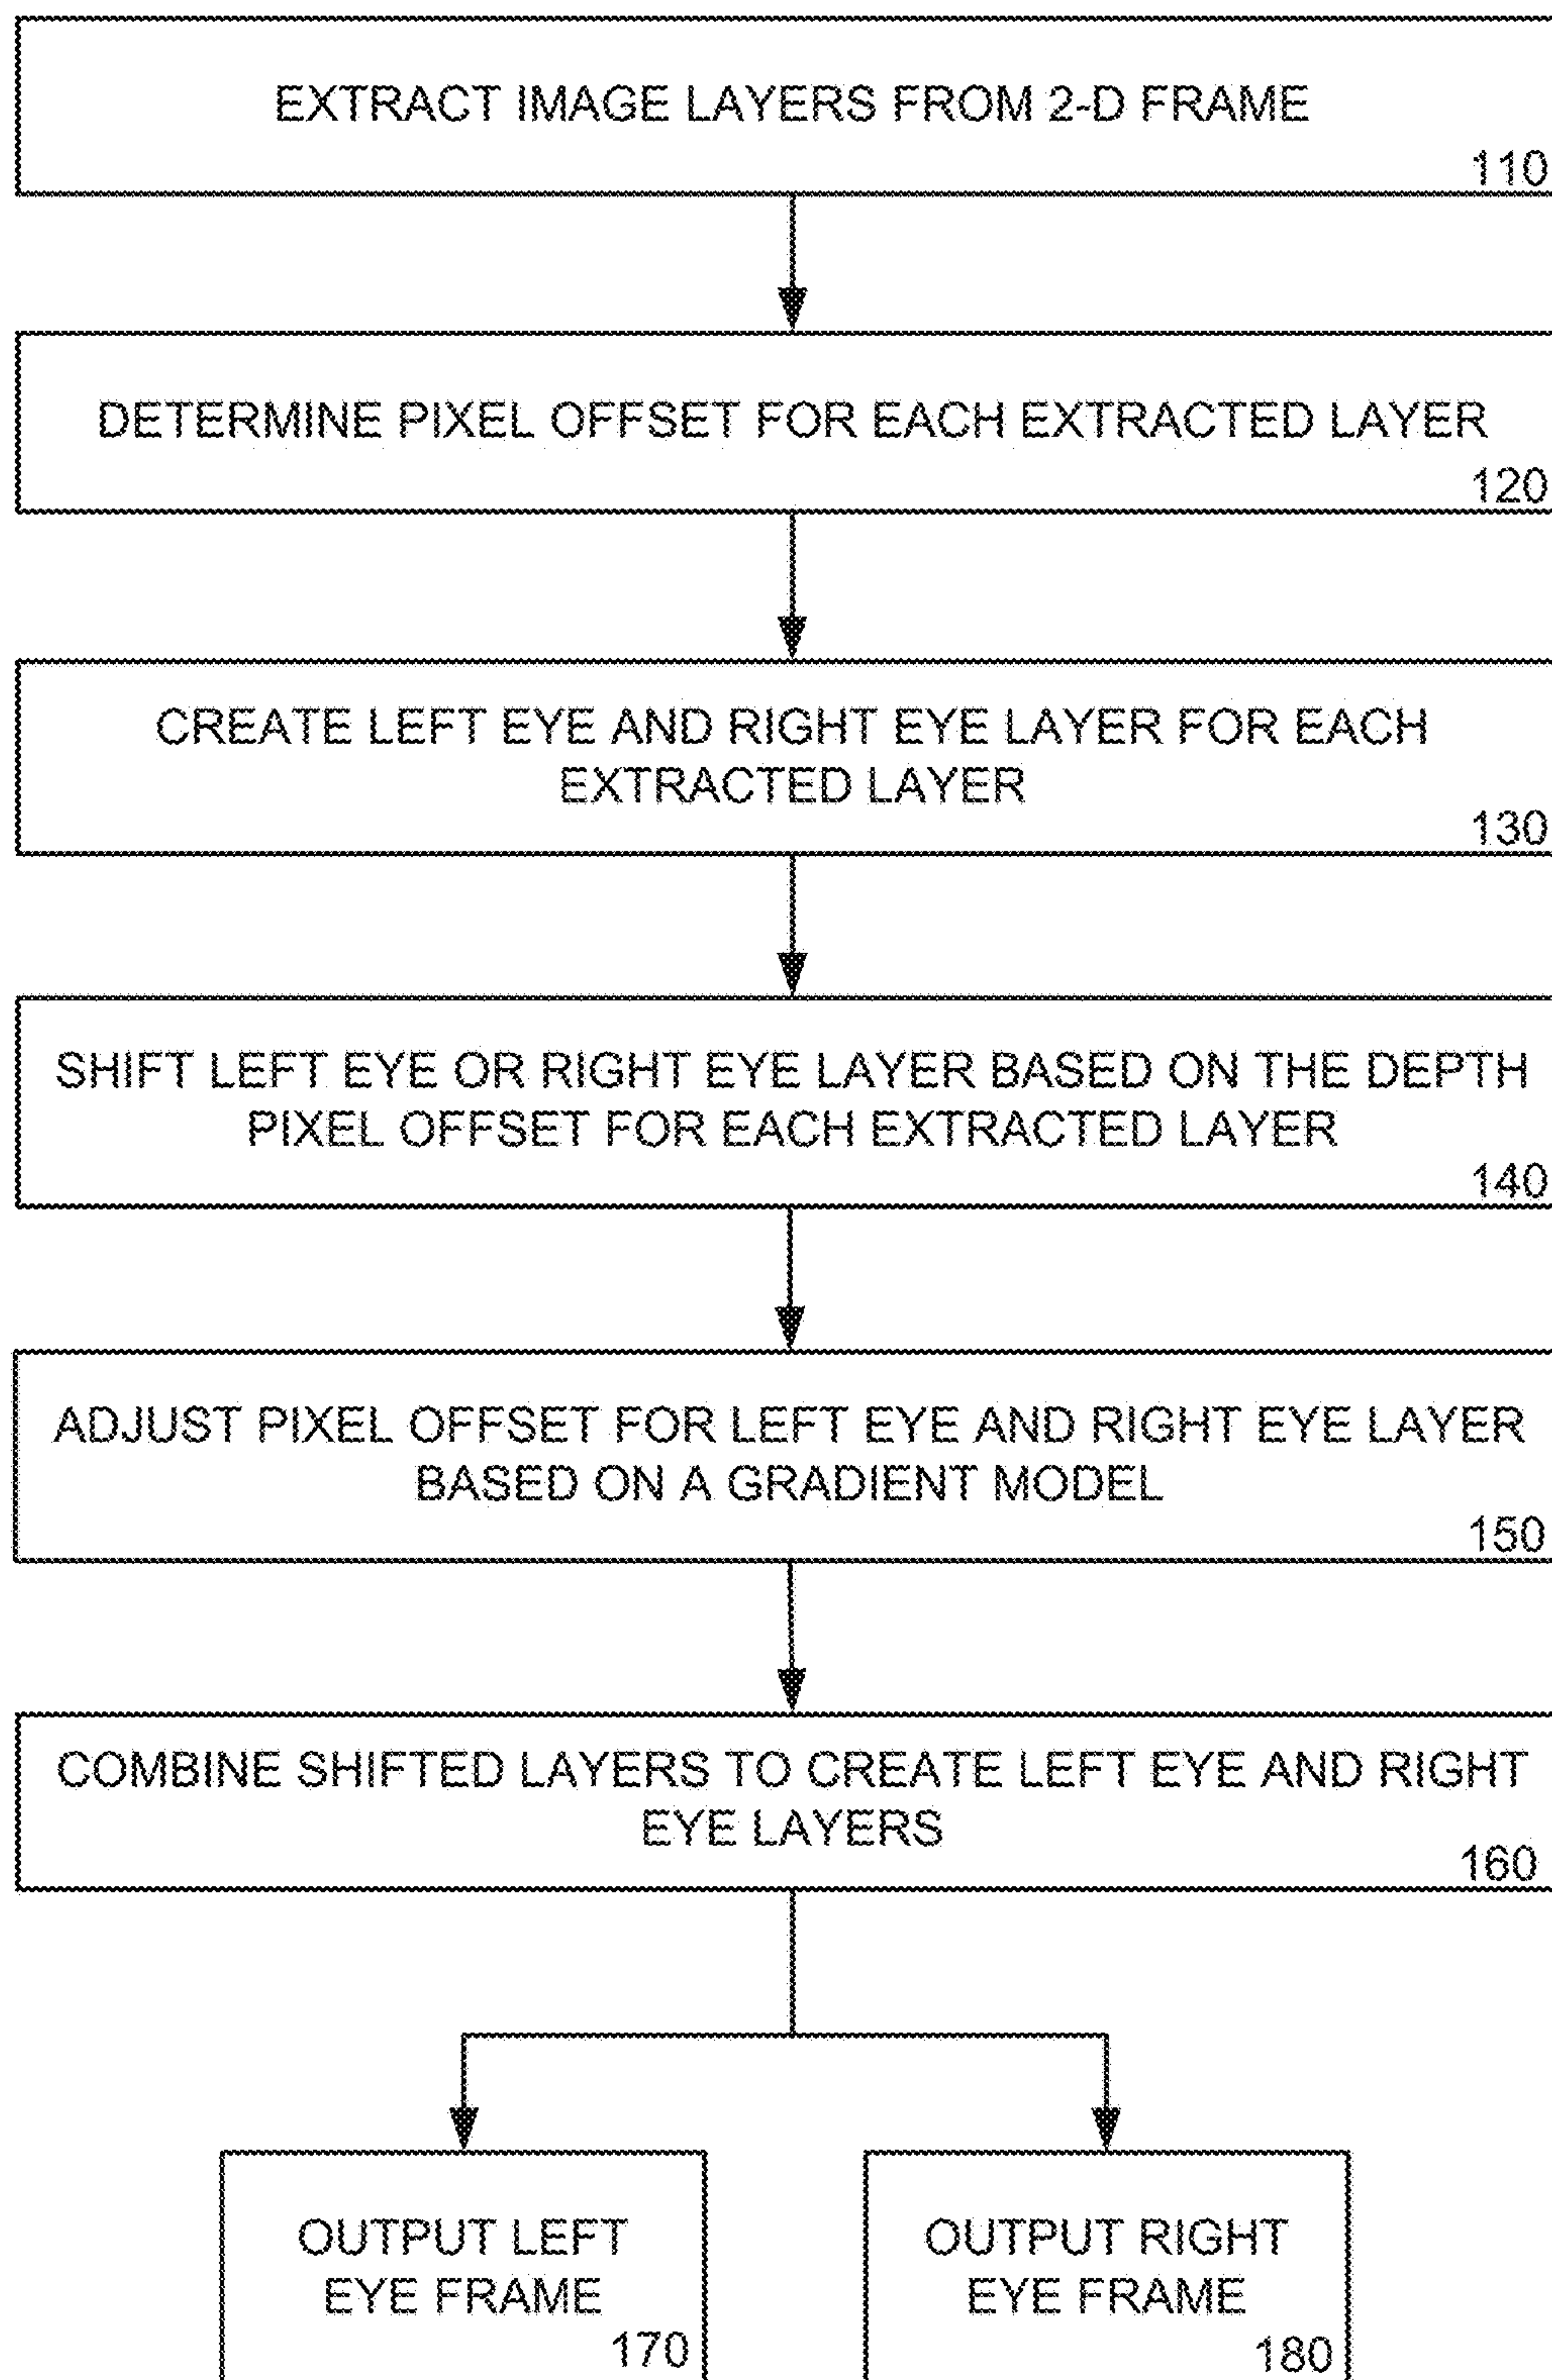 EXTRACT IMAGE LAYERS FROM 2-D FRAME
110
DETERMINE PIXEL OFFSET FOR EACH EXTRACTED LAYER
120
CREATE LEFT EYE AND RIGHT EYE LAYER FOR EACH
EXTRACTED LAYER
130
SHIFT LEFT EYE OR RIGHT EYE LAYER BASED ON THE DEPTH
PIXEL OFFSET FOR EACH EXTRACTED LAYER
140
ADJUST PIXEL OFFSET FOR LEFT EYE AND RIGHT EYE LAYER
BASED ON A GRADIENT MODEL
150
COMBINE SHIFTED LAYERS TO CREATE LEFT EYE AND RIGHT
EYE LAYERS
160
OUTPUT LEFT
EYE FRAME
170
OUTPUT RIGHT
EYE FRAME
180